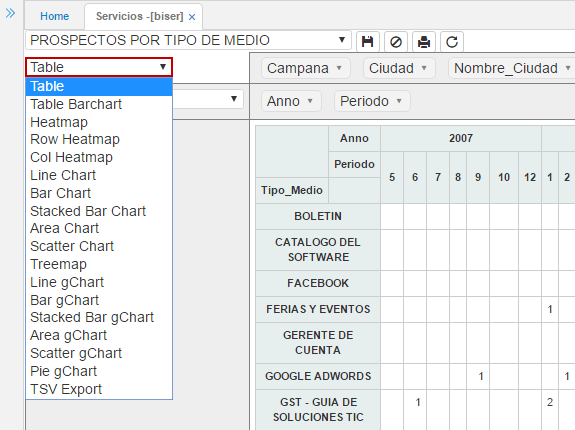 Home
Servicios -[biser] ×
PROSPECTOS POR TIPO DE MEDIO
Table
Campana
Ciudad
Nombre_Ciudad
Table
Table Barchart
Heatmap
Row Heatmap
Col Heatmap
Line Chart
Bar Chart
Stacked Bar Chart
Area Chart
Scatter Chart
Treemap
Line gChart
Bar gChart
Stacked Bar gChart
Area gChart
Scatter gChart
Pie gChart
TSV Export
Anno
Periodo
Anno 2007
Periodo 5 6 7 8 9 10 12 1 2
Tipo_Medio
BOLETIN
CATALOGO DEL
SOFTWARE
FACEBOOK
FERIAS Y EVENTOS 1
GERENTE DE
CUENTA
GOOGLE ADWORDS 1 1
GST - GUIA DE
SOLUCIONES TIC
1 2